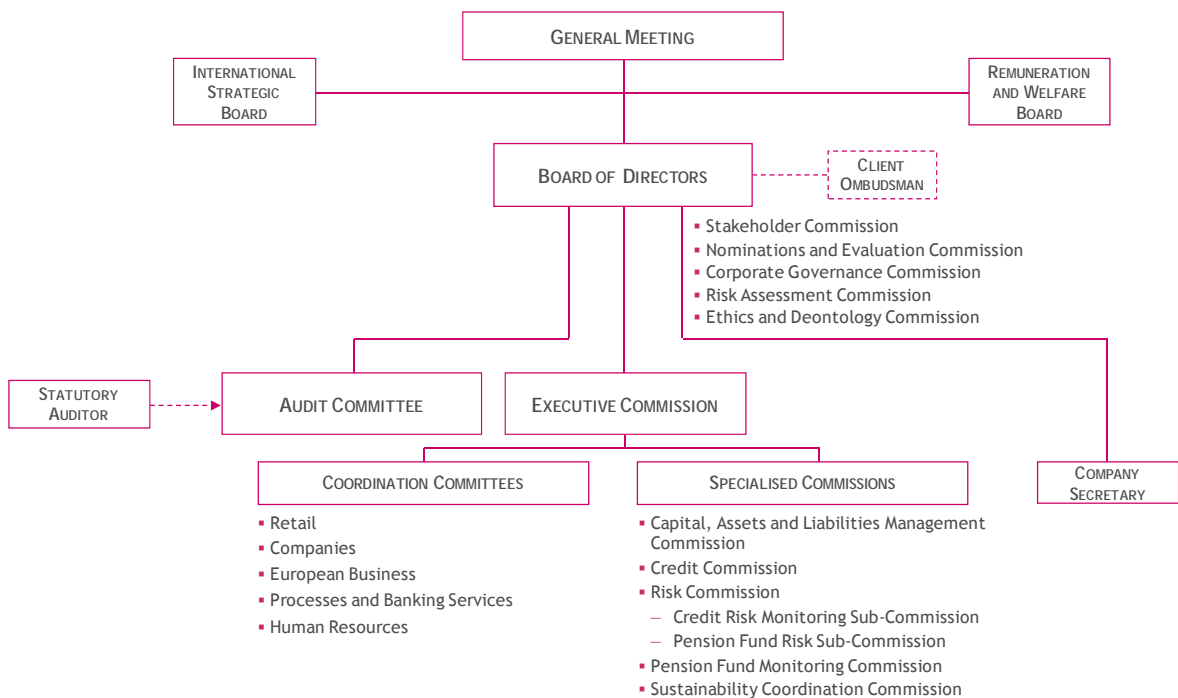 GENERAL MEETING
INTERNATIONAL
STRATEGIC
BOARD
REMUNERATION
AND WELFARE
BOARD
BOARD OF DIRECTORS
CLIENT
OMBUDSMAN
▪ Stakeholder Commission
▪ Nominations and Evaluation Commission
▪ Corporate Governance Commission
▪ Risk Assessment Commission
▪ Ethics and Deontology Commission
STATUTORY
AUDITOR
AUDIT COMMITTEE
EXECUTIVE COMMISSION
COORDINATION COMMITTEES
▪ Retail
▪ Companies
▪ European Business
▪ Processes and Banking Services
▪ Human Resources
SPECIALISED COMMISSIONS
▪ Capital, Assets and Liabilities Management
Commission
▪ Credit Commission
▪ Risk Commission
– Credit Risk Monitoring Sub-Commission
– Pension Fund Risk Sub-Commission
▪ Pension Fund Monitoring Commission
▪ Sustainability Coordination Commission
COMPANY
SECRETARY